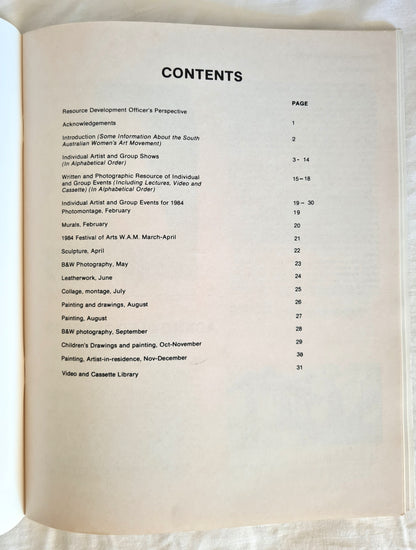 CONTENTS
PAGE
Resource Development Officer's Perspective
Acknowledgements 1
Introduction (Some Information About the South 2
Australian Women's Art Movement)
Individual Artist and Group Shows 3- 14
(In Alphabetical Order)
Written and Photographic Resource of Individual 15-18
and Group Events (Including Lectures, Video and
Cassette) (In Alphabetical Order)
Individual Artist and Group Events for 1984 19 - 30
Photomontage, February 19
Murals, February 20
1984 Festival of Arts W.A.M. March-April 21
Sculpture, April 22
B&W Photography, May 23
Leatherwork, June 24
Collage, montage, July 25
Painting and drawings, August 26
Painting, August 27
B&W photography, September 28
Children's Drawings and painting, Oct-November 29
Painting, Artist-in-residence, Nov-December 30
Video and Cassette Library 31